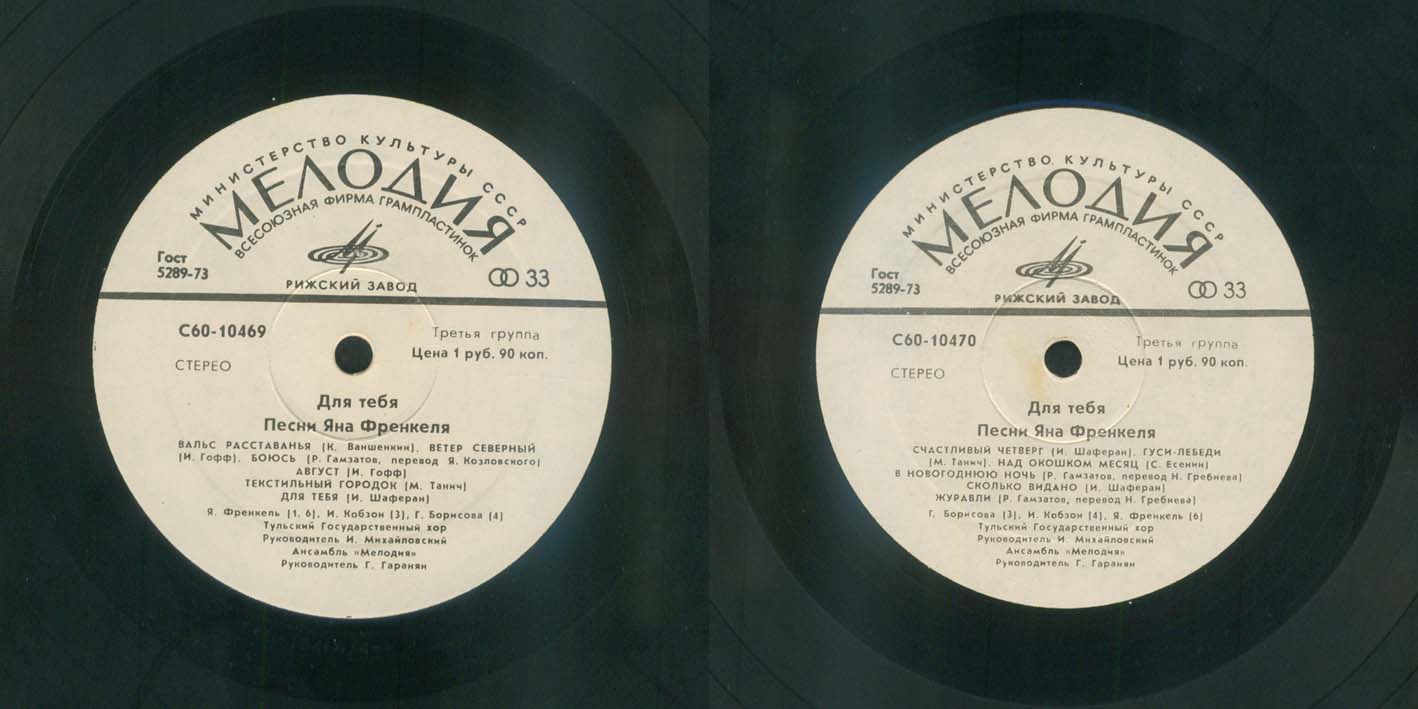 МИНИСТЕРСТВО КУЛЬТУРЫ СССР
МЕЛОДИЯ
ВСЕСОЮЗНАЯ ФИРМА ГРАМПЛАСТИНОК
Гост
5289-73
33
РИЖСКИЙ ЗАВОД
С60-10469
Третья группа
Цена 1 руб. 90 коп.
СТЕРЕО
Для тебя
Песни Яна Френкеля
ВАЛЬС РАССТАВАНЬЯ (К. Ваншенкин). ВЕТЕР СЕВЕРНЫЙ
(И. Гофф). БОЮСЬ (Р. Гамзатов, перевод Я. Козловского)
АВГУСТ (И. Гофф)
ТЕКСТИЛЬНЫЙ ГОРОДОК (М. Танич)
ДЛЯ ТЕБЯ (И. Шаферан)
Я. Френкель (1, 6), И. Кобзон (3), Г. Борисова (4)
Тульский Государственный хор
Руководитель И. Михайловский
Ансамбль «Мелодия»
Руководитель Г. Гаранян
МИНИСТЕРСТВО КУЛЬТУРЫ СССР
МЕЛОДИЯ
ВСЕСОЮЗНАЯ ФИРМА ГРАМПЛАСТИНОК
Гост
5289-73
33
РИЖСКИЙ ЗАВОД
С60-10470
Третья группа
Цена 1 руб. 90 коп.
СТЕРЕО
Для тебя
Песни Яна Френкеля
СЧАСТЛИВЫЙ ЧЕТВЕРГ (И. Шаферан). ГУСИ-ЛЕБЕДИ
(М. Танич). НАД ОКОШКОМ МЕСЯЦ (С. Есенин)
В НОВОГОДНЮЮ НОЧЬ (Р. Гамзатов, перевод Н. Гребнева)
СКОЛЬКО ВИДАНО (И. Шаферан)
ЖУРАВЛИ (Р. Гамзатов, перевод Н. Гребнева)
Г. Борисова (3), И. Кобзон (4), Я. Френкель (6)
Тульский Государственный хор
Руководитель И. Михайловский
Ансамбль «Мелодия»
Руководитель Г. Гаранян